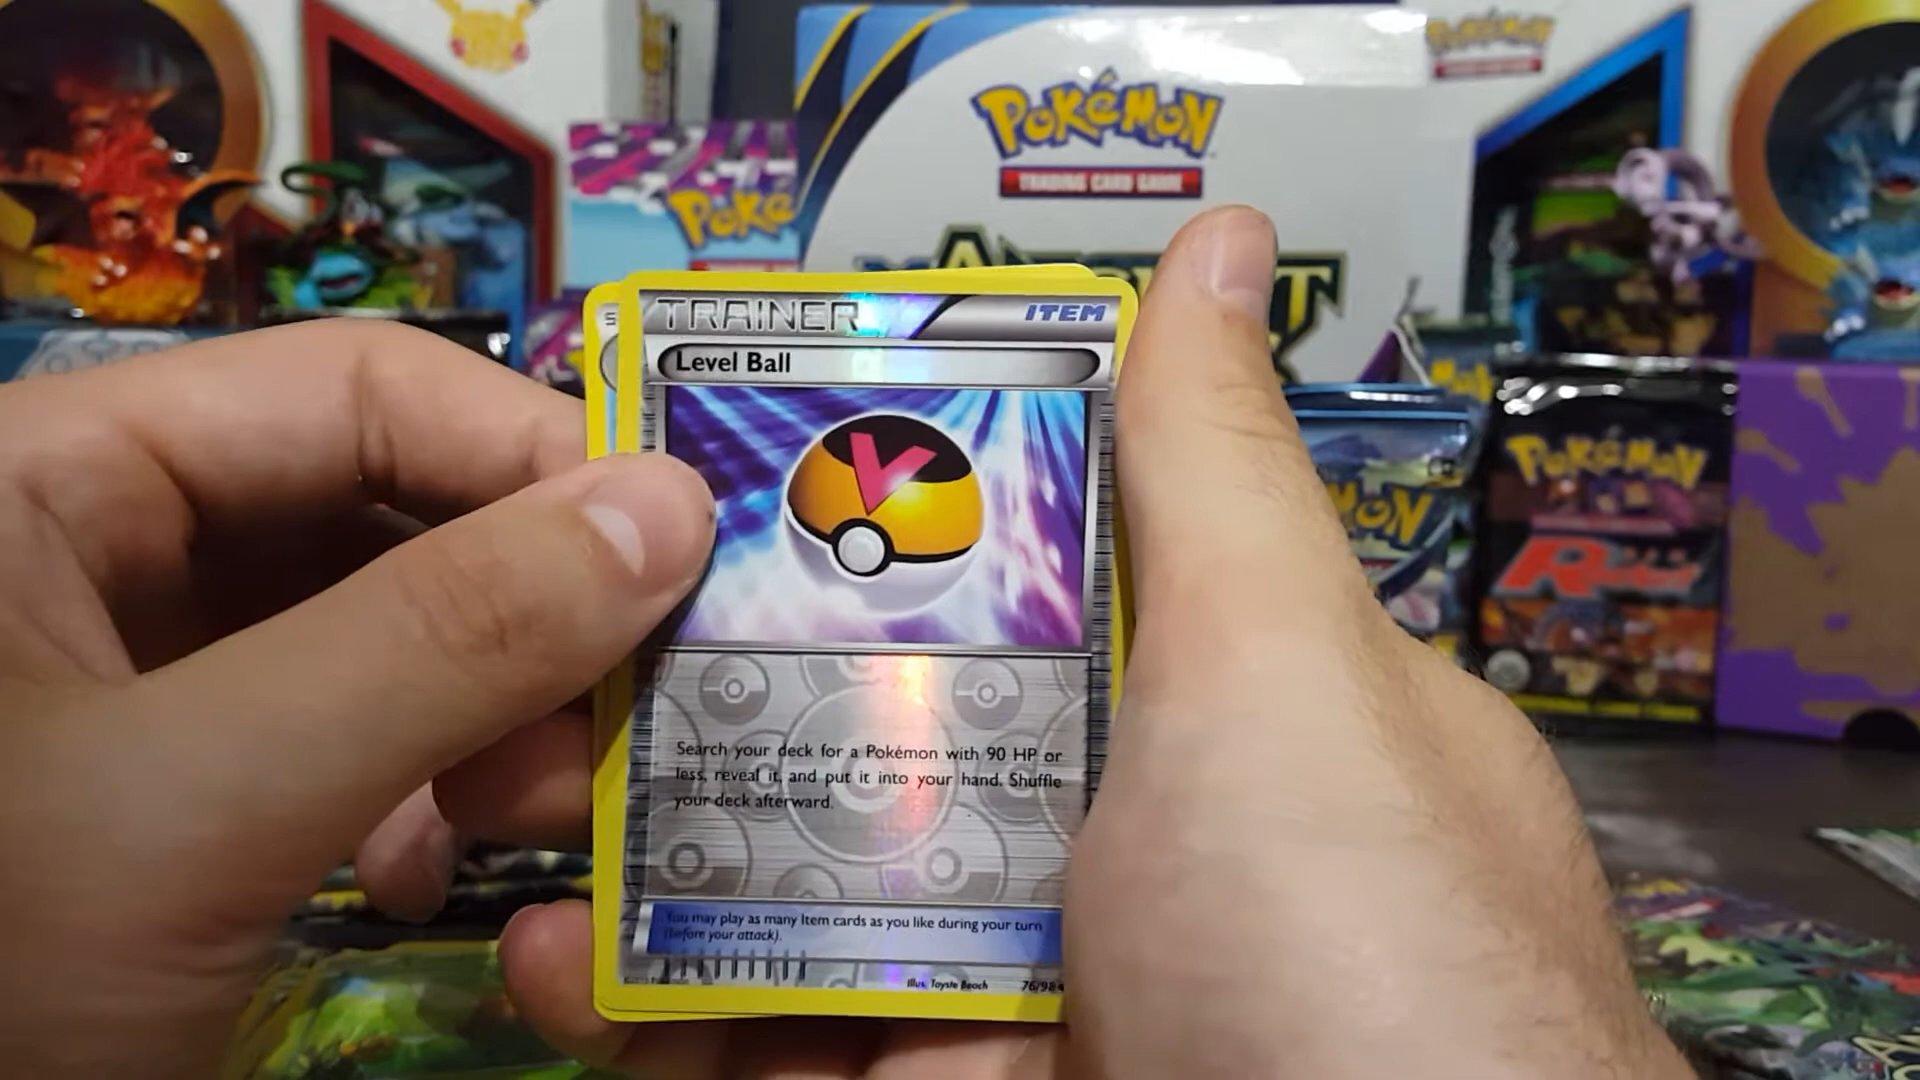 Pokémon
TRADING CARD GAME
Poké
TRAINER
ITEM
Level Ball
Search your deck for a Pokémon with 90 HP or
less, reveal it, and put it into your hand. Shuffle
your deck afterward.
You may play as many Item cards as you like during your turn
(before your attack).
Illus. Toyste Beach
76/98
Pokémon